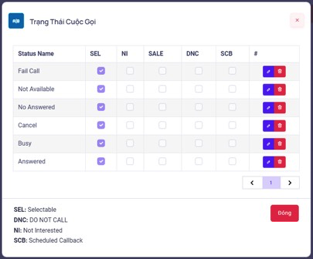 Trạng Thái Cuộc Gọi
Status Name SEL NI SALE DNC SCB #
Fail Call
Not Available
No Answered
Cancel
Busy
Answered
1
SEL: Selectable
DNC: DO NOT CALL
NI: Not Interested
SCB: Scheduled Callback
Đóng